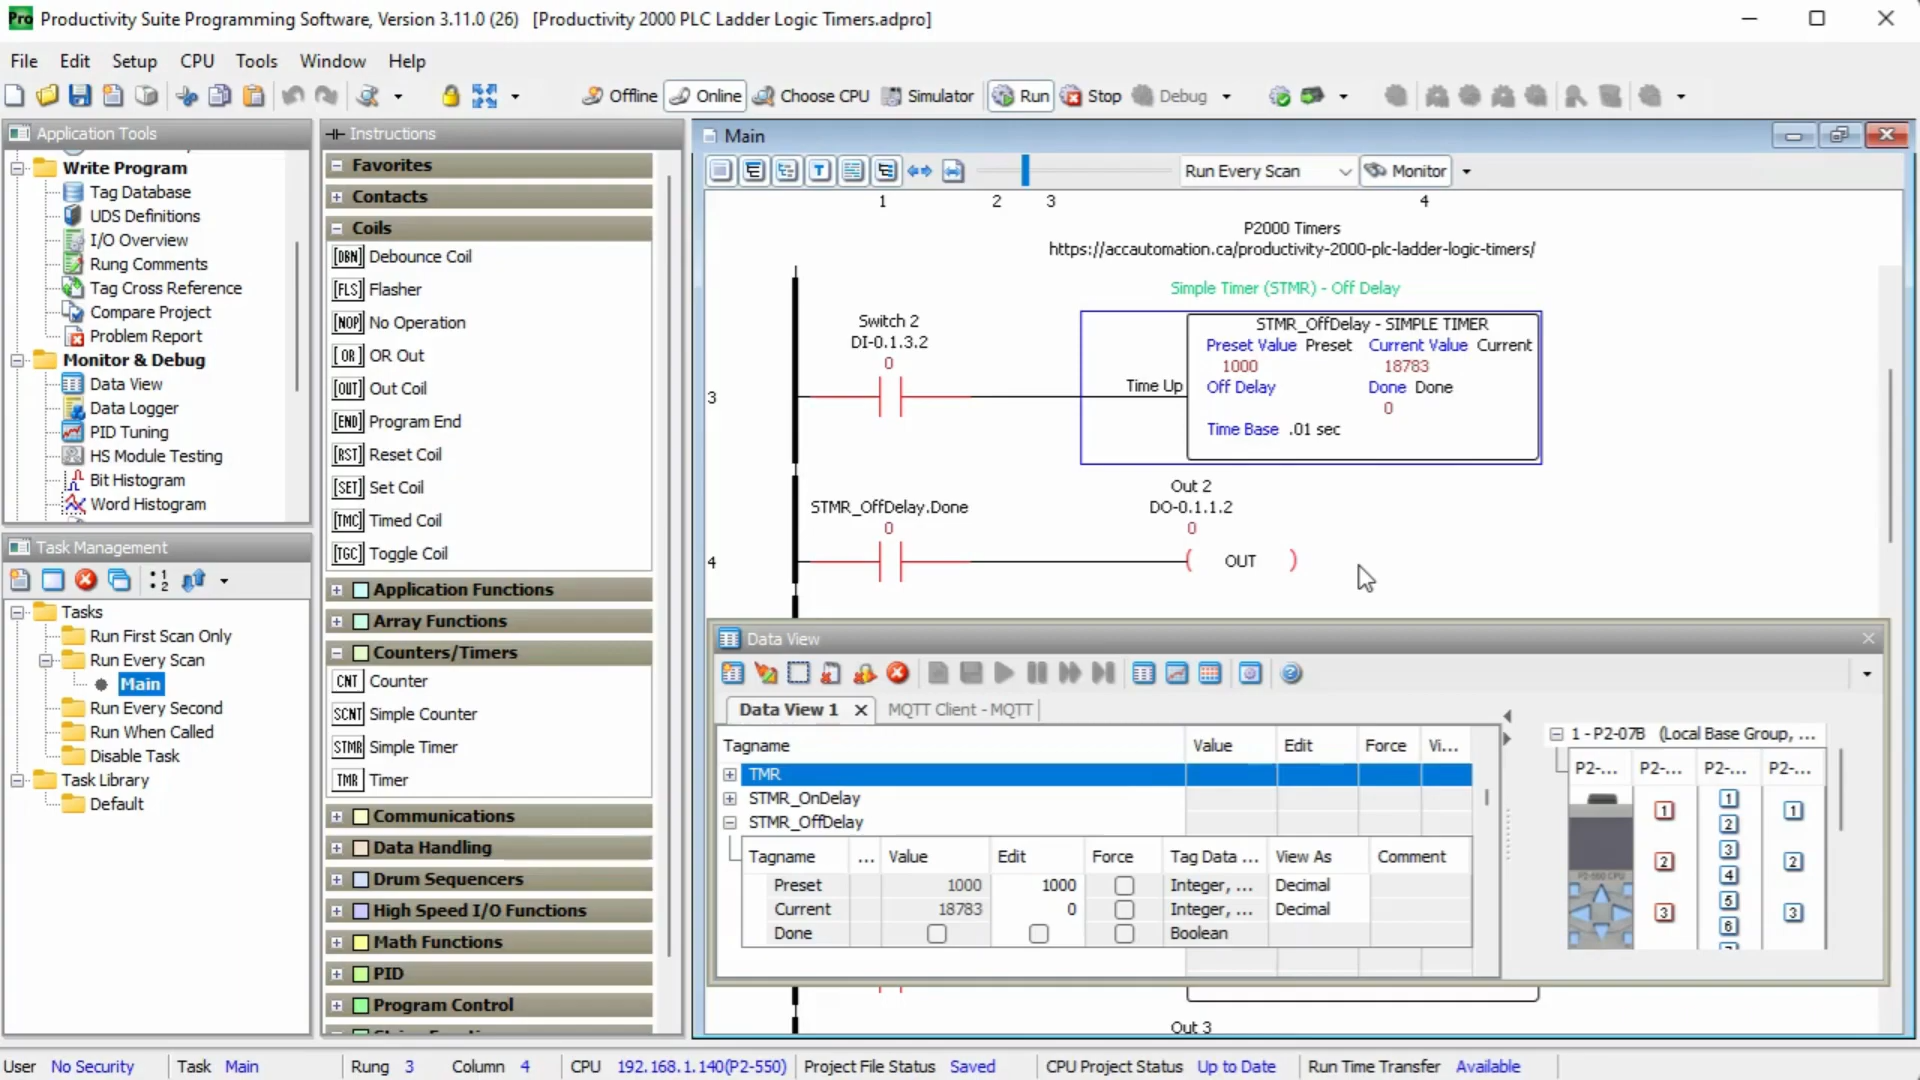 Pro Productivity Suite Programming Software, Version 3.11.0 (26) [Productivity 2000 PLC Ladder Logic Timers.adpro]
File Edit Setup CPU Tools Window Help
Offline Online Choose CPU Simulator Run Stop Debug
Application Tools
Write Program
Tag Database
UDS Definitions
I/O Overview
Rung Comments
Tag Cross Reference
Compare Project
Problem Report
Monitor & Debug
Data View
Data Logger
PID Tuning
HS Module Testing
Bit Histogram
Word Histogram
Task Management
Tasks
Run First Scan Only
Run Every Scan
Main
Run Every Second
Run When Called
Disable Task
Task Library
Default
Instructions
Favorites
Contacts
Coils
[DBN] Debounce Coil
[FLS] Flasher
[NOP] No Operation
[OR] OR Out
[OUT] Out Coil
[END] Program End
[RST] Reset Coil
[SET] Set Coil
[TMC] Timed Coil
[TGC] Toggle Coil
Application Functions
Array Functions
Counters/Timers
CNT Counter
SCNT Simple Counter
STMR Simple Timer
TMR Timer
Communications
Data Handling
Drum Sequencers
High Speed I/O Functions
Math Functions
PID
Program Control
Main
Run Every Scan Monitor
1 2 3 4
P2000 Timers
https://accautomation.ca/productivity-2000-plc-ladder-logic-timers/
Simple Timer (STMR) - Off Delay
Switch 2
DI-0.1.3.2
0
3
Time Up
STMR_OffDelay - SIMPLE TIMER
Preset Value Preset Current Value Current
1000 18783
Off Delay Done Done
0
Time Base .01 sec
STMR_OffDelay.Done
0
4
Out 2
DO-0.1.1.2
0
( OUT )
Data View
Data View 1 MQTT Client - MQTT
Tagname Value Edit Force Vi...
TMR
STMR_OnDelay
STMR_OffDelay
Tagname ... Value Edit Force Tag Data ... View As Comment
Preset 1000 1000 Integer, ... Decimal
Current 18783 0 Integer, ... Decimal
Done Boolean
1 - P2-07B (Local Base Group, ...
P2-... P2-... P2-... P2-...
1 2 3
1 2 3 4 5 6
1 2 3
Out 3
User No Security Task Main Rung 3 Column 4 CPU 192.168.1.140(P2-550) Project File Status Saved CPU Project Status Up to Date Run Time Transfer Available